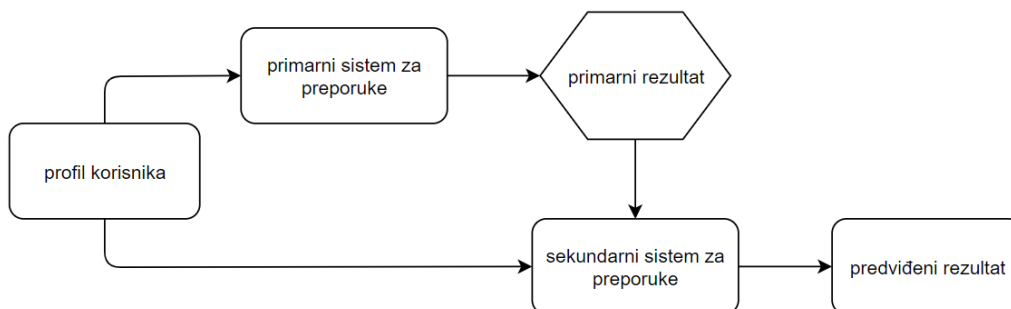 primarni sistem za
preporuke
primarni rezultat
profil korisnika
sekundarni sistem za
preporuke
predviđeni rezultat